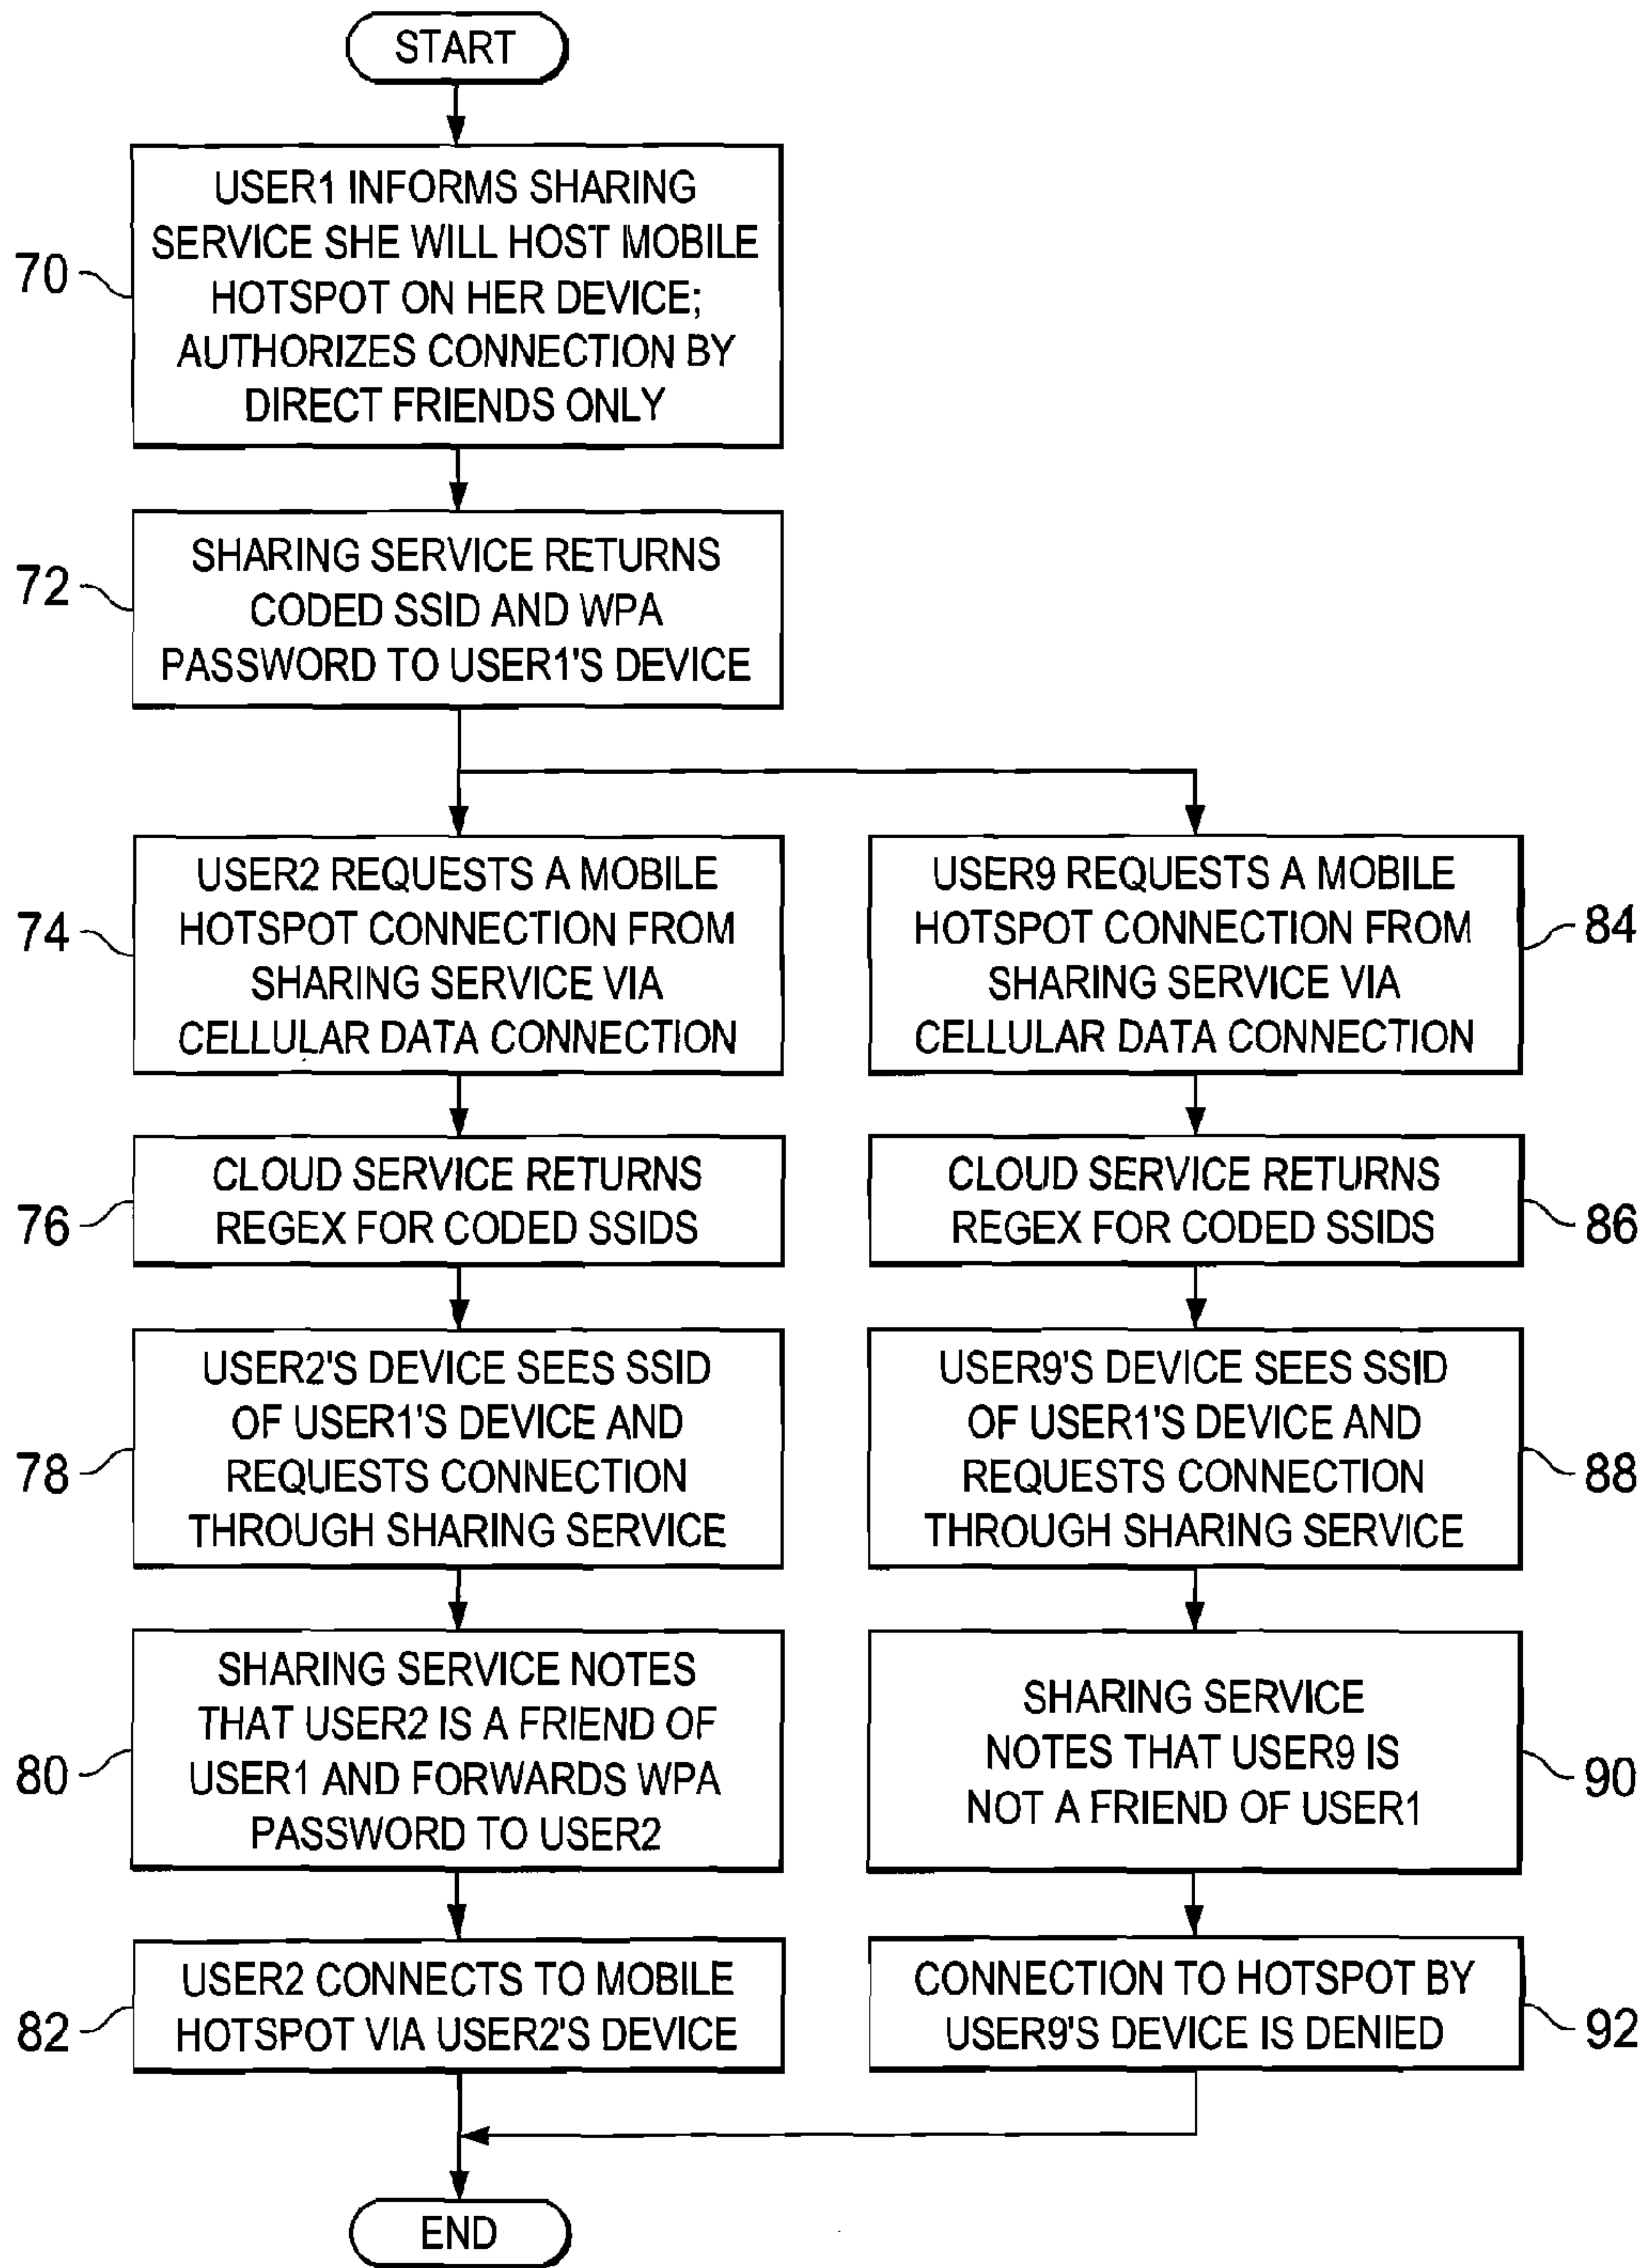 START
USER1 INFORMS SHARING
SERVICE SHE WILL HOST MOBILE
HOTSPOT ON HER DEVICE;
AUTHORIZES CONNECTION BY
DIRECT FRIENDS ONLY
70
SHARING SERVICE RETURNS
CODED SSID AND WPA
PASSWORD TO USER1'S DEVICE
72
USER2 REQUESTS A MOBILE
HOTSPOT CONNECTION FROM
SHARING SERVICE VIA
CELLULAR DATA CONNECTION
74
CLOUD SERVICE RETURNS
REGEX FOR CODED SSIDS
76
USER2'S DEVICE SEES SSID
OF USER1'S DEVICE AND
REQUESTS CONNECTION
THROUGH SHARING SERVICE
78
SHARING SERVICE NOTES
THAT USER2 IS A FRIEND OF
USER1 AND FORWARDS WPA
PASSWORD TO USER2
80
USER2 CONNECTS TO MOBILE
HOTSPOT VIA USER2'S DEVICE
82
USER9 REQUESTS A MOBILE
HOTSPOT CONNECTION FROM
SHARING SERVICE VIA
CELLULAR DATA CONNECTION
84
CLOUD SERVICE RETURNS
REGEX FOR CODED SSIDS
86
USER9'S DEVICE SEES SSID
OF USER1'S DEVICE AND
REQUESTS CONNECTION
THROUGH SHARING SERVICE
88
SHARING SERVICE
NOTES THAT USER9 IS
NOT A FRIEND OF USER1
90
CONNECTION TO HOTSPOT BY
USER9'S DEVICE IS DENIED
92
END